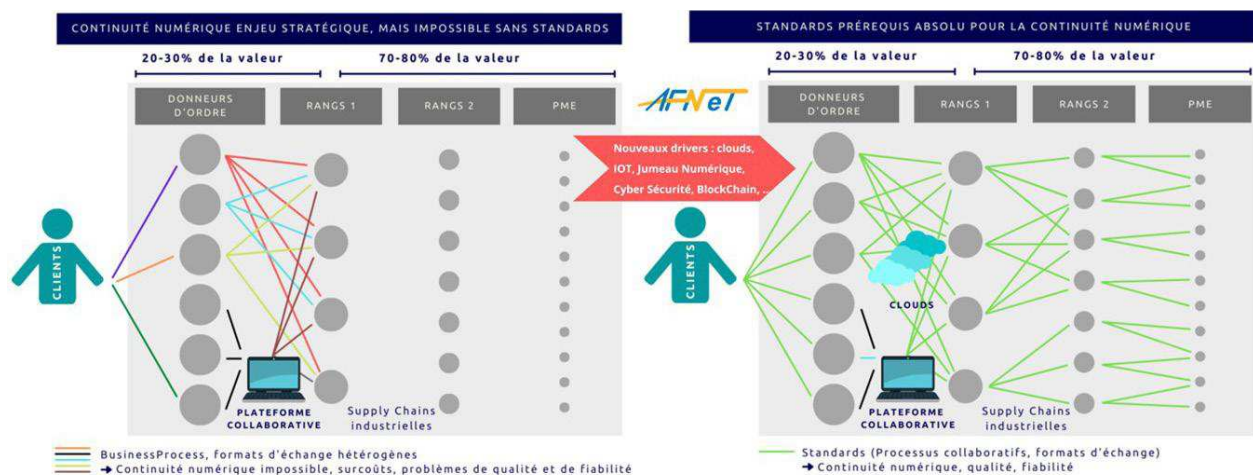 CONTINUITÉ NUMÉRIQUE ENJEU STRATÉGIQUE, MAIS IMPOSSIBLE SANS STANDARDS
20-30% de la valeur
70-80% de la valeur
DONNEURS
D'ORDRE
RANGS 1
RANGS 2
PME
CLIENTS
PLATEFORME
COLLABORATIVE
Supply Chains
industrielles
BusinessProcess, formats d'échange hétérogènes
➔ Continuité numérique impossible, surcoûts, problèmes de qualité et de fiabilité
AFNeT
Nouveaux drivers : clouds,
IOT, Jumeau Numérique,
Cyber Sécurité, BlockChain, ...
STANDARDS PRÉREQUIS ABSOLU POUR LA CONTINUITÉ NUMÉRIQUE
20-30% de la valeur
70-80% de la valeur
DONNEURS
D'ORDRE
RANGS 1
RANGS 2
PME
CLIENTS
CLOUDS
PLATEFORME
COLLABORATIVE
Supply Chains
industrielles
Standards (Processus collaboratifs, formats d'échange)
➔ Continuité numérique, qualité, fiabilité